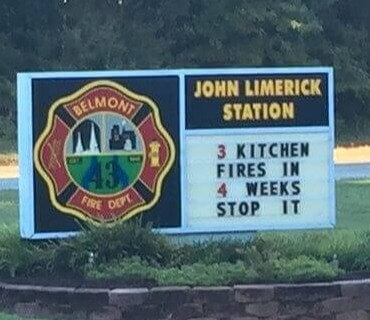 BELMONT
43
FIRE DEPT.
JOHN LIMERICK
STATION
3 KITCHEN
FIRES IN
4 WEEKS
STOP IT